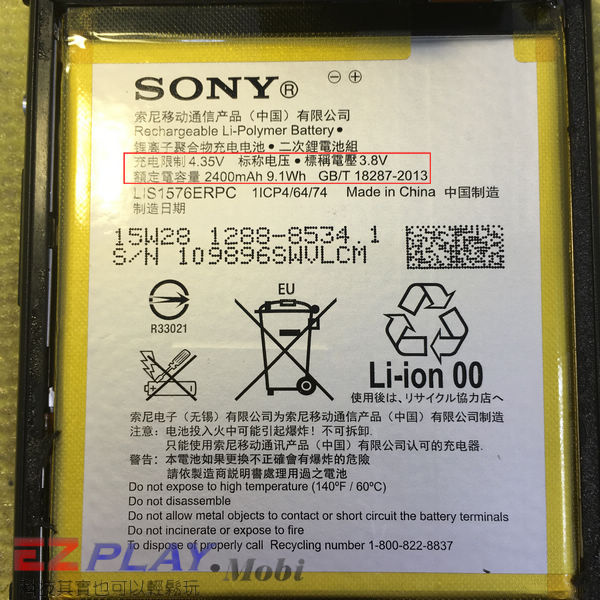 SONY®
索尼移动通信产品（中国）有限公司
Rechargeable Li-Polymer Battery •
锂离子聚合物充电电池 • 二次鋰電池組
充电限制 4.35V 标称电压 • 標稱電壓 3.8V
額定電容量 2400mAh 9.1Wh GB/T 18287-2013
LIS1576ERPC 1ICP4/64/74 Made in China 中国制造
制造日期
15W28 1288-8534.1
S/N 109896SWVLCM
R33021
EU
Li-ion 00
使用後は、リサイクル協力店へ
索尼电子（无锡）有限公司为索尼移动通信产品（中国）有限公司制造
注意：电池投入火中可能引起爆炸！不可拆卸！
只能使用索尼移动通讯产品（中国）有限公司认可的充电器.
警告：本電池如果更換不正確會有爆炸的危險
請依製造商説明書處理用過之電池
Do not expose to high temperature (140°F / 60°C)
Do not disassemble
Do not allow metal objects to contact or short circuit the battery terminals
Do not incinerate or expose to fire
To dispose of properly call: Recycling number 1-800-822-8837
EZPLAY.Mobi
其實也可以輕鬆玩